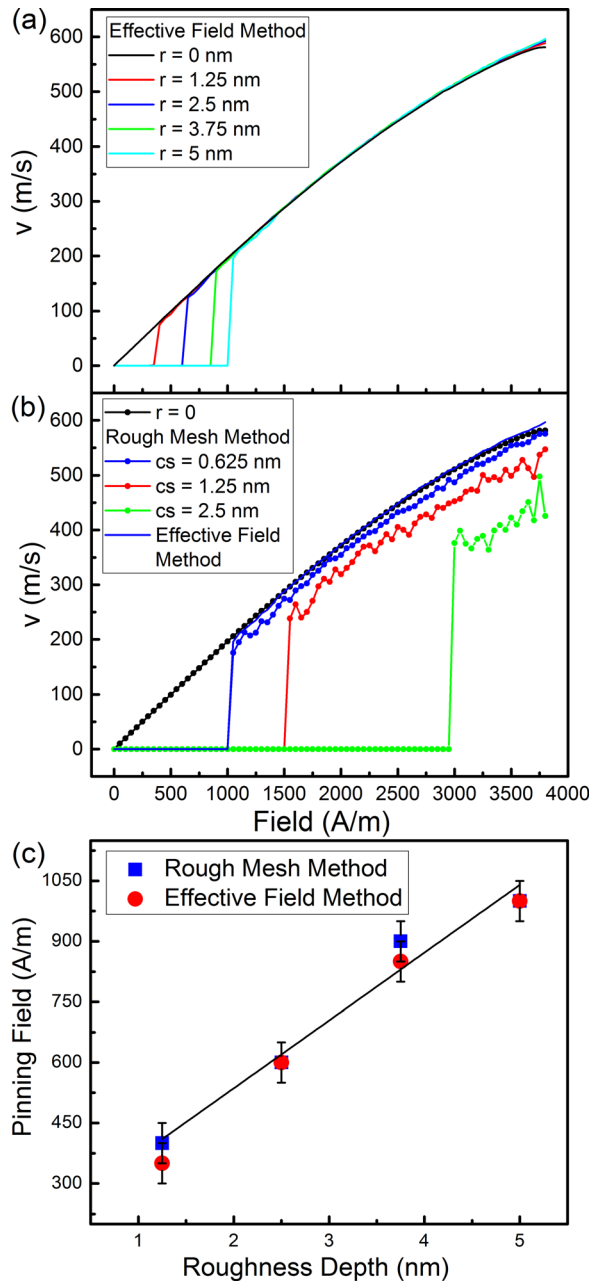 (a)
Effective Field Method
r = 0 nm
r = 1.25 nm
r = 2.5 nm
r = 3.75 nm
r = 5 nm
600
500
400
300
200
100
0
v (m/s)
(b)
r = 0
Rough Mesh Method
cs = 0.625 nm
cs = 1.25 nm
cs = 2.5 nm
Effective Field
Method
600
500
400
300
200
100
0
v (m/s)
0 500 1000 1500 2000 2500 3000 3500 4000
Field (A/m)
(c)
Rough Mesh Method
Effective Field Method
1050
900
750
600
450
300
Pinning Field (A/m)
1 2 3 4 5
Roughness Depth (nm)